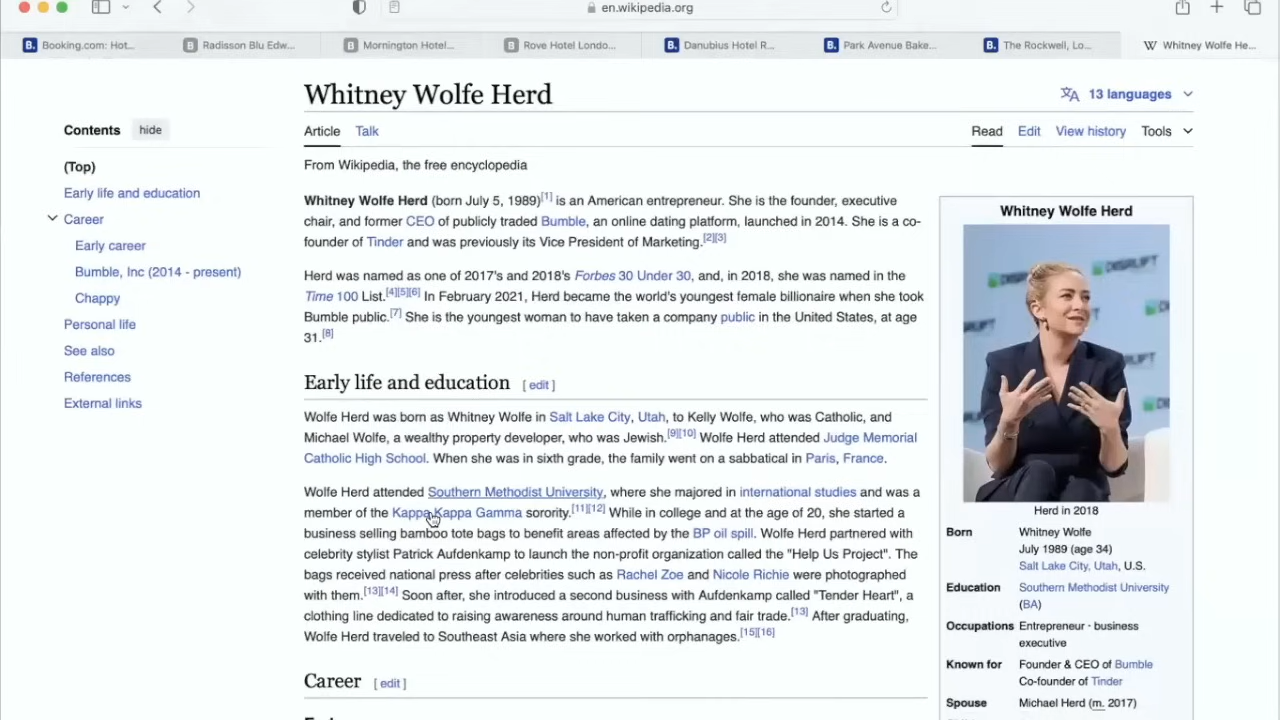 en.wikipedia.org
Booking.com: Hot...
Radisson Blu Edw...
Mornington Hotel...
Rove Hotel Londo...
Danubius Hotel R...
Park Avenue Bake...
The Rockwell, Lo...
Whitney Wolfe He...
Whitney Wolfe Herd
13 languages
Contents hide
Article Talk
Read Edit View history Tools
(Top)
Early life and education
Career
Early career
Bumble, Inc (2014 - present)
Chappy
Personal life
See also
References
External links
From Wikipedia, the free encyclopedia
Whitney Wolfe Herd (born July 5, 1989)[1] is an American entrepreneur. She is the founder, executive
chair, and former CEO of publicly traded Bumble, an online dating platform, launched in 2014. She is a co-
founder of Tinder and was previously its Vice President of Marketing.[2][3]
Herd was named as one of 2017's and 2018's Forbes 30 Under 30, and, in 2018, she was named in the
Time 100 List.[4][5][6] In February 2021, Herd became the world's youngest female billionaire when she took
Bumble public.[7] She is the youngest woman to have taken a company public in the United States, at age
31.[8]
Early life and education [ edit ]
Wolfe Herd was born as Whitney Wolfe in Salt Lake City, Utah, to Kelly Wolfe, who was Catholic, and
Michael Wolfe, a wealthy property developer, who was Jewish.[9][10] Wolfe Herd attended Judge Memorial
Catholic High School. When she was in sixth grade, the family went on a sabbatical in Paris, France.
Wolfe Herd attended Southern Methodist University, where she majored in international studies and was a
member of the Kappa Kappa Gamma sorority.[11][12] While in college and at the age of 20, she started a
business selling bamboo tote bags to benefit areas affected by the BP oil spill. Wolfe Herd partnered with
celebrity stylist Patrick Aufdenkamp to launch the non-profit organization called the "Help Us Project". The
bags received national press after celebrities such as Rachel Zoe and Nicole Richie were photographed
with them.[13][14] Soon after, she introduced a second business with Aufdenkamp called "Tender Heart", a
clothing line dedicated to raising awareness around human trafficking and fair trade.[13] After graduating,
Wolfe Herd traveled to Southeast Asia where she worked with orphanages.[15][16]
Career [ edit ]
Whitney Wolfe Herd
DISRUPT
Herd in 2018
Born Whitney Wolfe
July 1989 (age 34)
Salt Lake City, Utah, U.S.
Education Southern Methodist University
(BA)
Occupations Entrepreneur · business
executive
Known for Founder & CEO of Bumble
Co-founder of Tinder
Spouse Michael Herd (m. 2017)